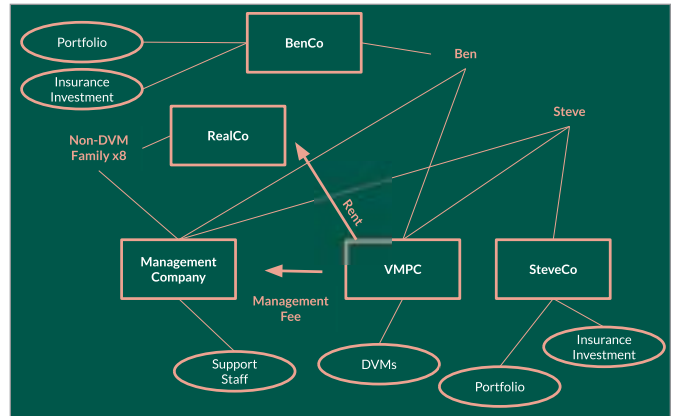 Portfolio
BenCo
Ben
Insurance
Investment
Steve
RealCo
Non-DVM
Family x8
Rent
Management
Company
VMPC
SteveCo
Management
Fee
Insurance
Investment
Support
Staff
DVMs
Portfolio